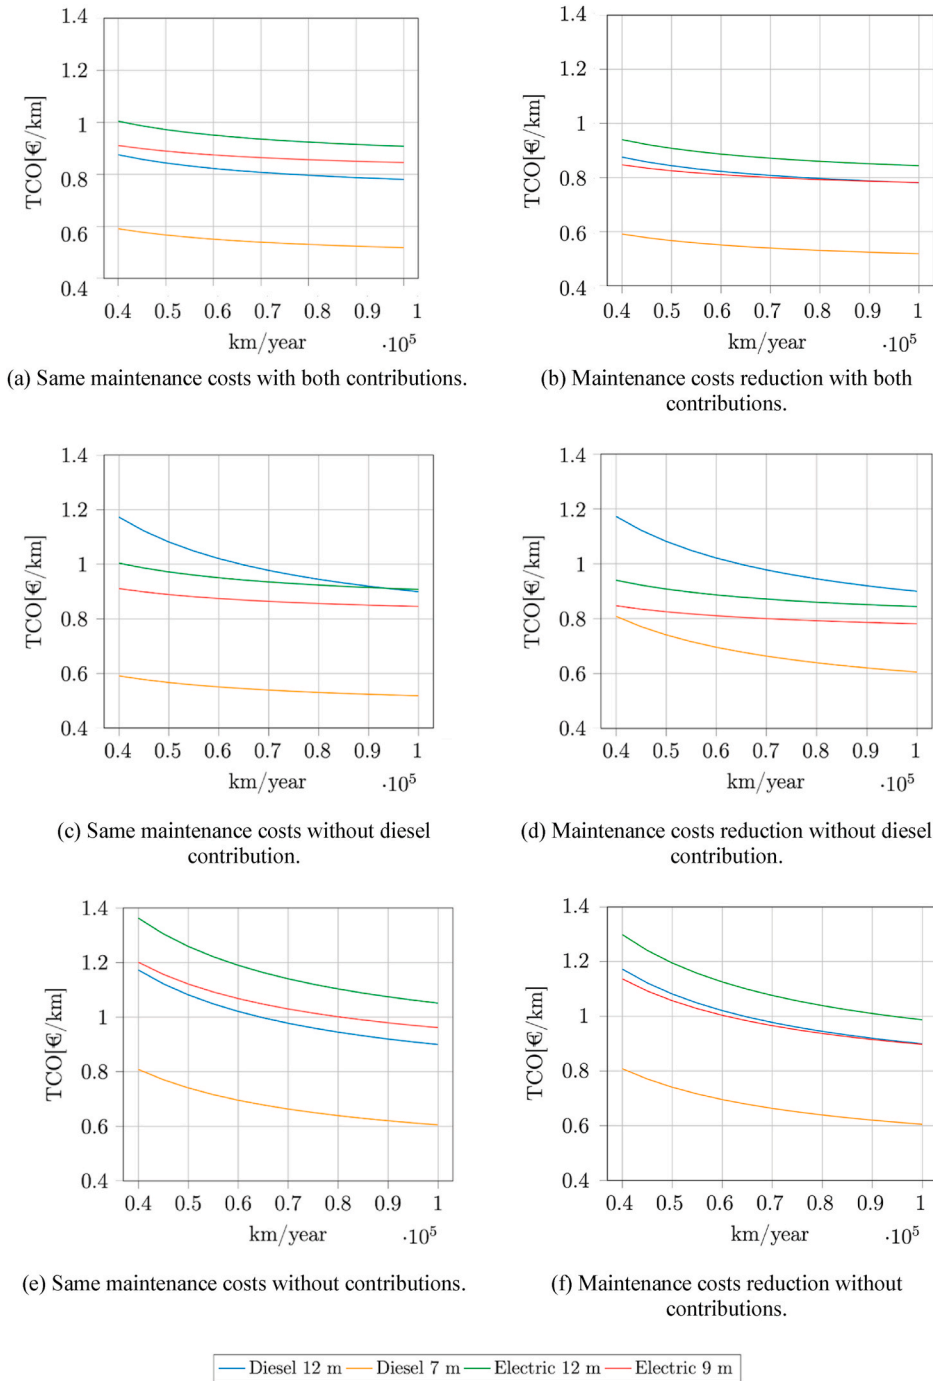 1.4
1.2
1
0.8
0.6
0.4
TCO[€/km]
0.4 0.5 0.6 0.7 0.8 0.9 1
km/year ·10⁵
(a) Same maintenance costs with both contributions.
1.4
1.2
1
0.8
0.6
0.4
TCO[€/km]
0.4 0.5 0.6 0.7 0.8 0.9 1
km/year ·10⁵
(b) Maintenance costs reduction with both
contributions.
1.4
1.2
1
0.8
0.6
0.4
TCO[€/km]
0.4 0.5 0.6 0.7 0.8 0.9 1
km/year ·10⁵
(c) Same maintenance costs without diesel
contribution.
1.4
1.2
1
0.8
0.6
0.4
TCO[€/km]
0.4 0.5 0.6 0.7 0.8 0.9 1
km/year ·10⁵
(d) Maintenance costs reduction without diesel
contribution.
1.4
1.2
1
0.8
0.6
0.4
TCO[€/km]
0.4 0.5 0.6 0.7 0.8 0.9 1
km/year ·10⁵
(e) Same maintenance costs without contributions.
1.4
1.2
1
0.8
0.6
0.4
TCO[€/km]
0.4 0.5 0.6 0.7 0.8 0.9 1
km/year ·10⁵
(f) Maintenance costs reduction without
contributions.
Diesel 12 m Diesel 7 m Electric 12 m Electric 9 m